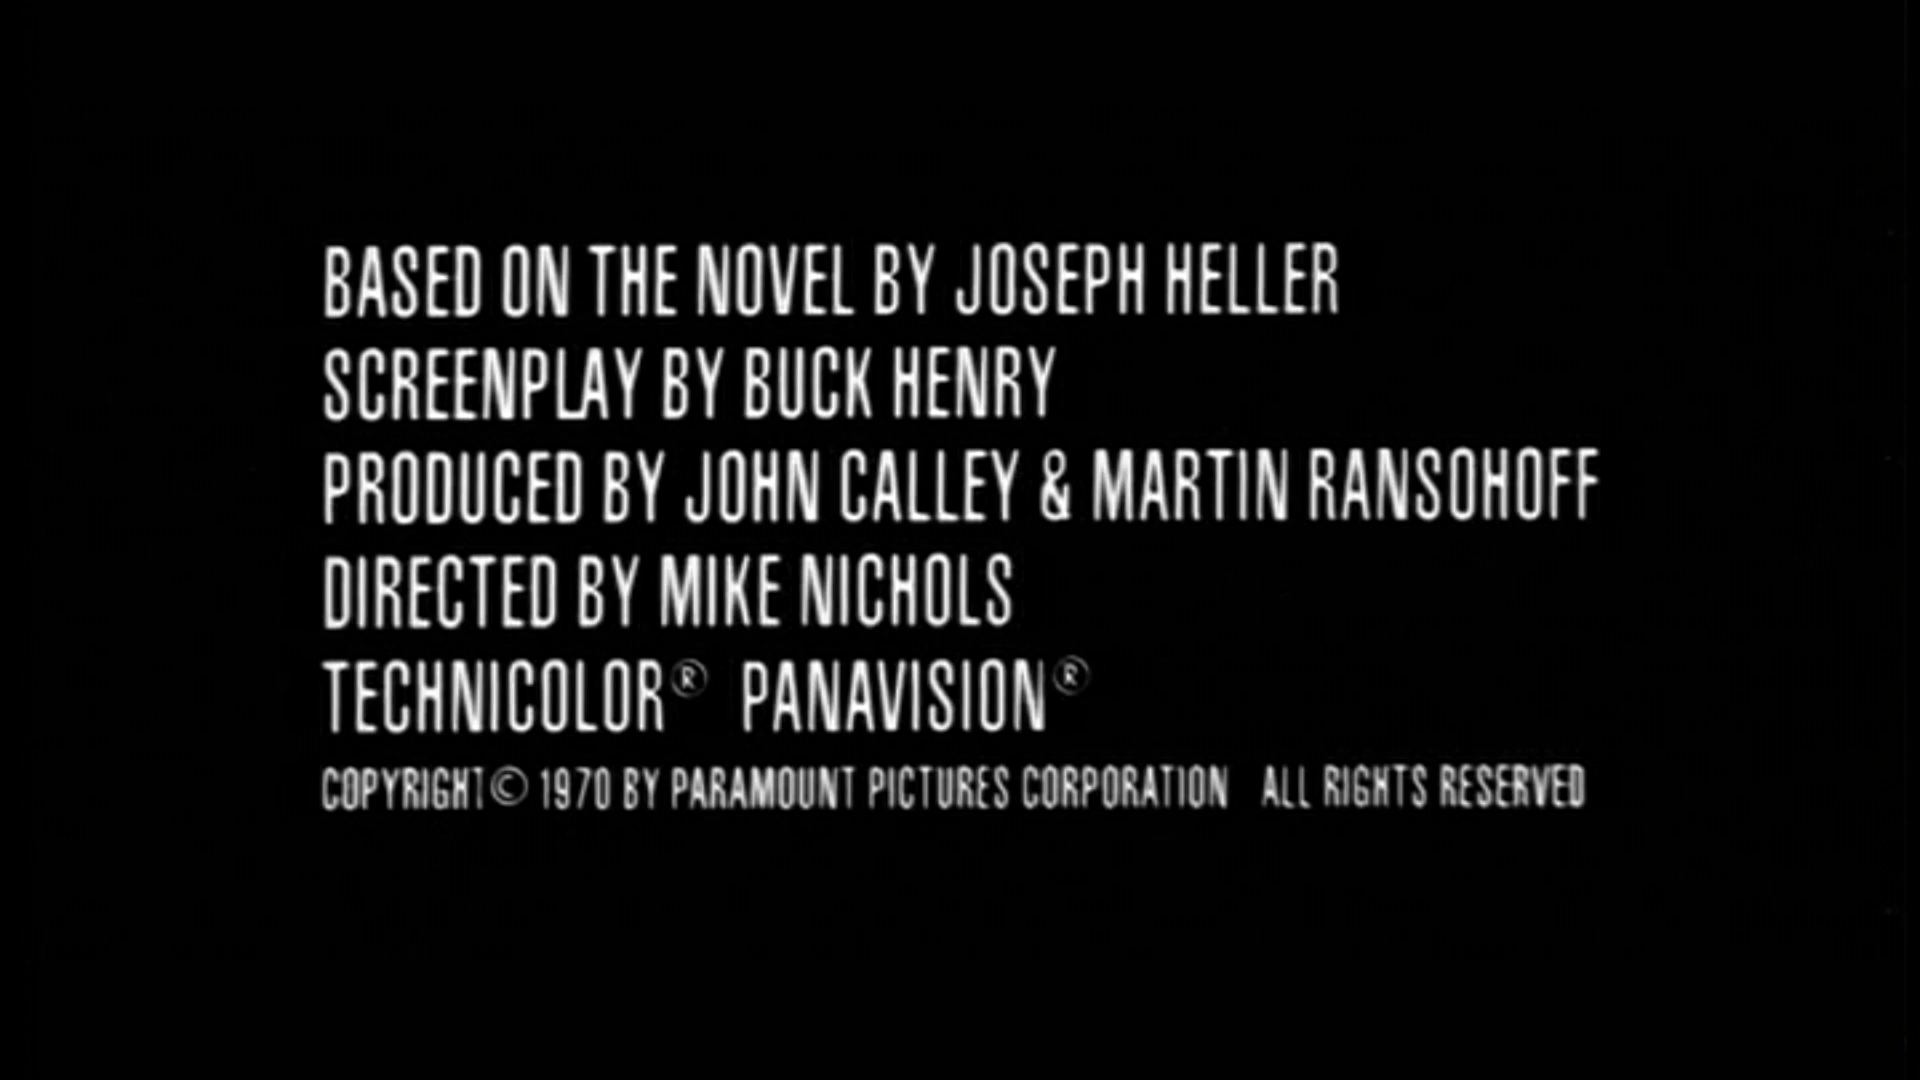 BASED ON THE NOVEL BY JOSEPH HELLER
SCREENPLAY BY BUCK HENRY
PRODUCED BY JOHN CALLEY & MARTIN RANSOHOFF
DIRECTED BY MIKE NICHOLS
TECHNICOLOR® PANAVISION®
COPYRIGHT © 1970 BY PARAMOUNT PICTURES CORPORATION ALL RIGHTS RESERVED